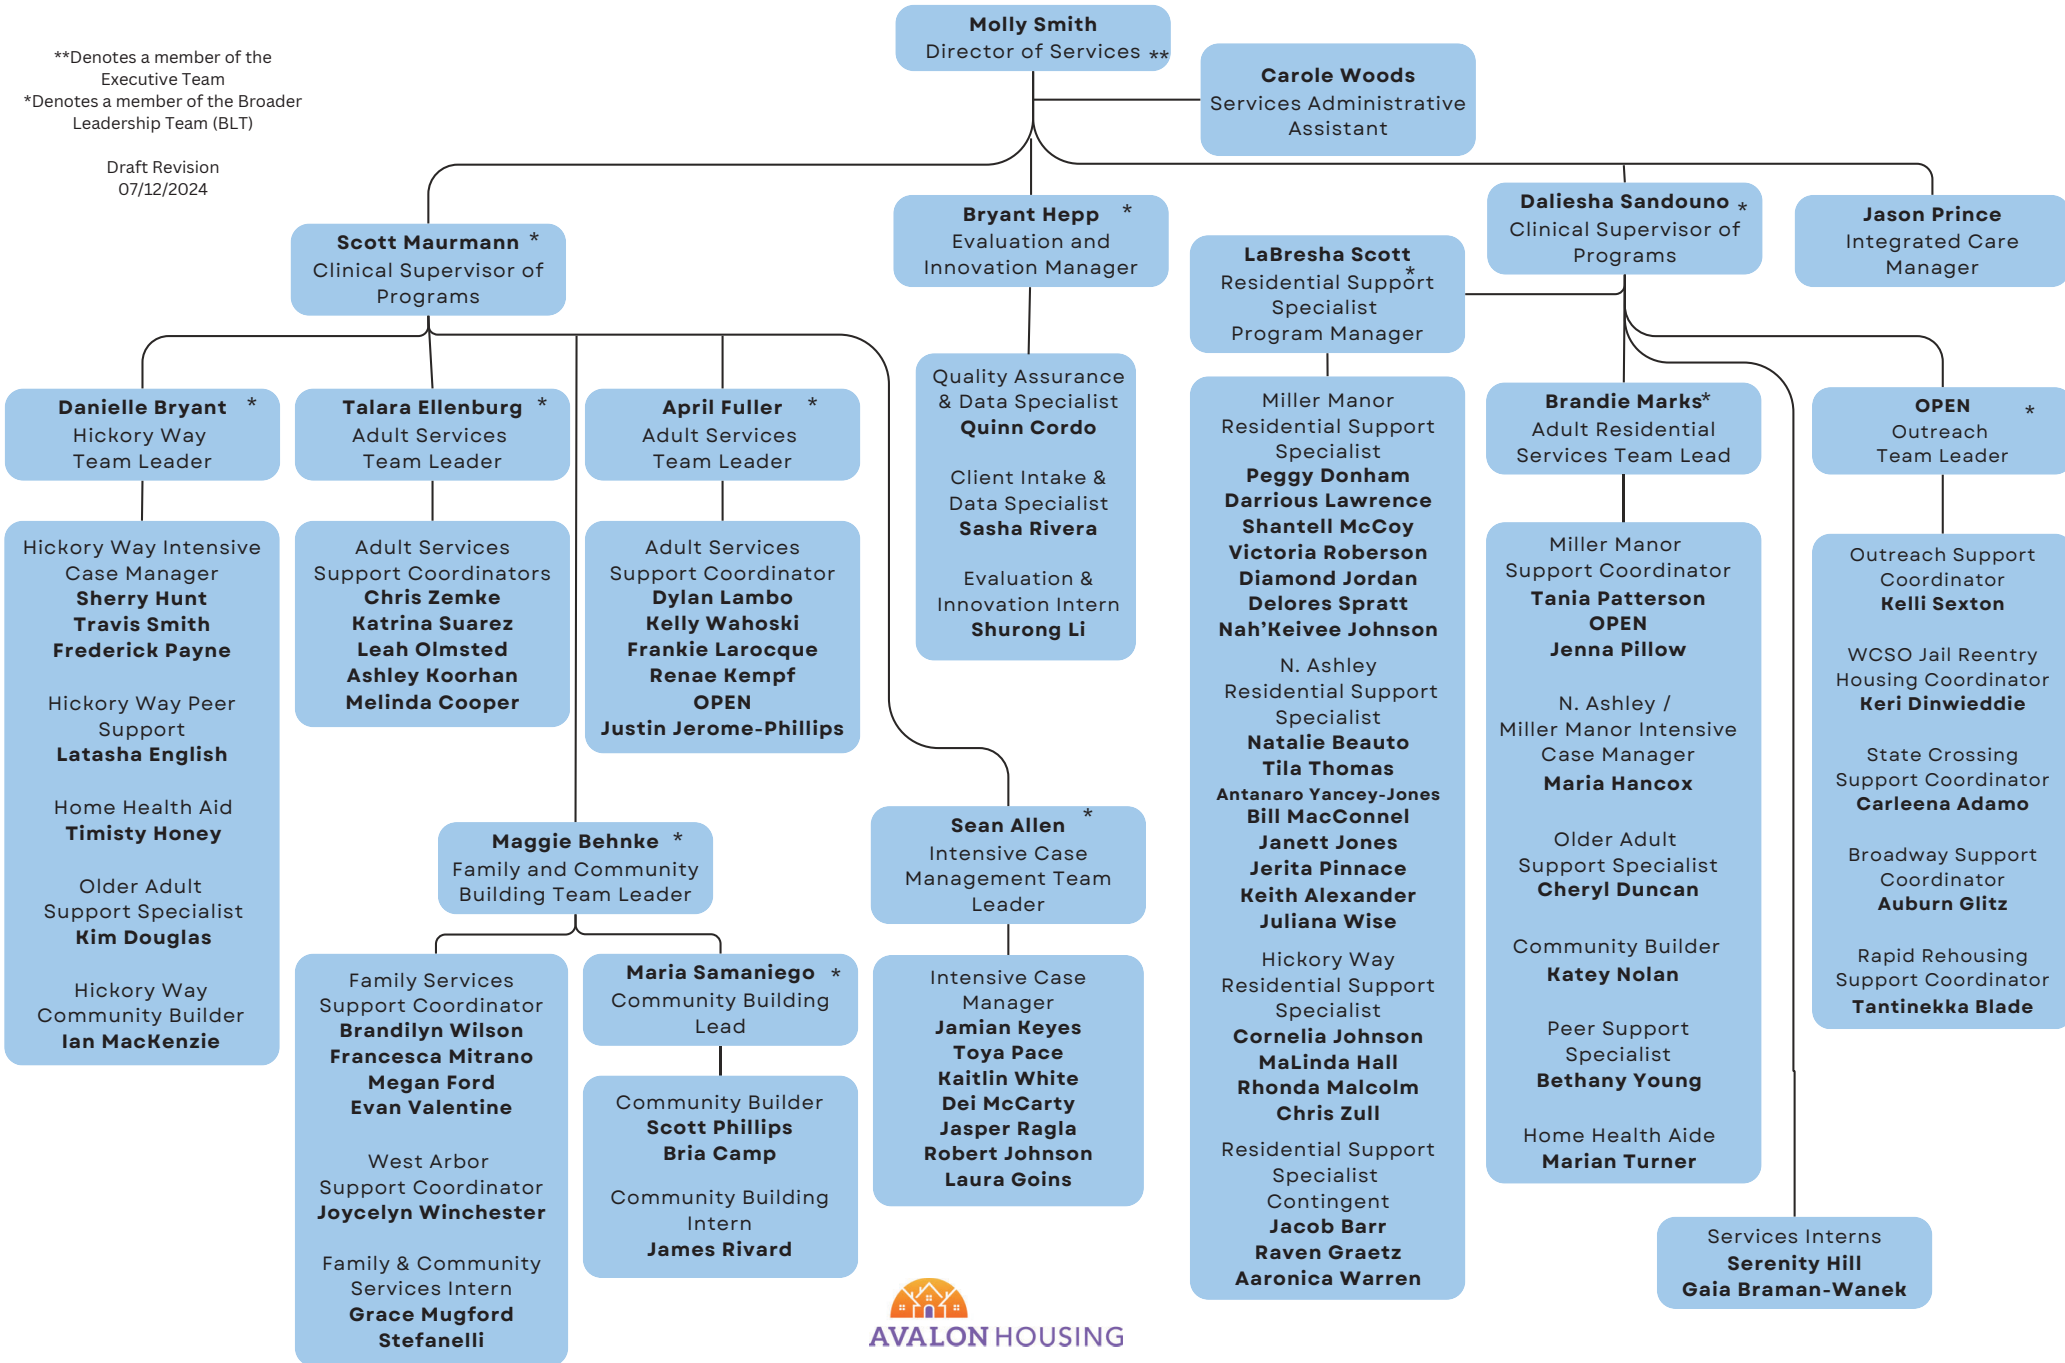 **Denotes a member of the
Executive Team
*Denotes a member of the Broader
Leadership Team (BLT)
Draft Revision
07/12/2024
Molly Smith
Director of Services **
Carole Woods
Services Administrative
Assistant
Scott Maurmann *
Clinical Supervisor of
Programs
Bryant Hepp *
Evaluation and
Innovation Manager
Daliesha Sandouno *
Clinical Supervisor of
Programs
Jason Prince
Integrated Care
Manager
LaBresha Scott
*
Residential Support
Specialist
Program Manager
Danielle Bryant *
Hickory Way
Team Leader
Talara Ellenburg *
Adult Services
Team Leader
April Fuller *
Adult Services
Team Leader
Quality Assurance
& Data Specialist
Quinn Cordo
Client Intake &
Data Specialist
Sasha Rivera
Evaluation &
Innovation Intern
Shurong Li
Brandie Marks*
Adult Residential
Services Team Lead
OPEN *
Outreach
Team Leader
Hickory Way Intensive
Case Manager
Sherry Hunt
Travis Smith
Frederick Payne
Hickory Way Peer
Support
Latasha English
Home Health Aid
Timisty Honey
Older Adult
Support Specialist
Kim Douglas
Hickory Way
Community Builder
Ian MacKenzie
Adult Services
Support Coordinators
Chris Zemke
Katrina Suarez
Leah Olmsted
Ashley Koorhan
Melinda Cooper
Adult Services
Support Coordinator
Dylan Lambo
Kelly Wahoski
Frankie Larocque
Renae Kempf
OPEN
Justin Jerome-Phillips
Maggie Behnke *
Family and Community
Building Team Leader
Sean Allen *
Intensive Case
Management Team
Leader
Family Services
Support Coordinator
Brandilyn Wilson
Francesca Mitrano
Megan Ford
Evan Valentine
West Arbor
Support Coordinator
Joycelyn Winchester
Family & Community
Services Intern
Grace Mugford
Stefanelli
Maria Samaniego *
Community Building
Lead
Community Builder
Scott Phillips
Bria Camp
Community Building
Intern
James Rivard
Intensive Case
Manager
Jamian Keyes
Toya Pace
Kaitlin White
Dei McCarty
Jasper Ragla
Robert Johnson
Laura Goins
Miller Manor
Residential Support
Specialist
Peggy Donham
Darrious Lawrence
Shantell McCoy
Victoria Roberson
Diamond Jordan
Delores Spratt
Nah’Keivee Johnson
N. Ashley
Residential Support
Specialist
Natalie Beauto
Tila Thomas
Antanaro Yancey-Jones
Bill MacConnel
Janett Jones
Jerita Pinnace
Keith Alexander
Juliana Wise
Hickory Way
Residential Support
Specialist
Cornelia Johnson
MaLinda Hall
Rhonda Malcolm
Chris Zull
Residential Support
Specialist
Contingent
Jacob Barr
Raven Graetz
Aaronica Warren
Miller Manor
Support Coordinator
Tania Patterson
OPEN
Jenna Pillow
N. Ashley /
Miller Manor Intensive
Case Manager
Maria Hancox
Older Adult
Support Specialist
Cheryl Duncan
Community Builder
Katey Nolan
Peer Support
Specialist
Bethany Young
Home Health Aide
Marian Turner
Outreach Support
Coordinator
Kelli Sexton
WCSO Jail Reentry
Housing Coordinator
Keri Dinwieddie
State Crossing
Support Coordinator
Carleena Adamo
Broadway Support
Coordinator
Auburn Glitz
Rapid Rehousing
Support Coordinator
Tantinekka Blade
Services Interns
Serenity Hill
Gaia Braman-Wanek
AVALON HOUSING